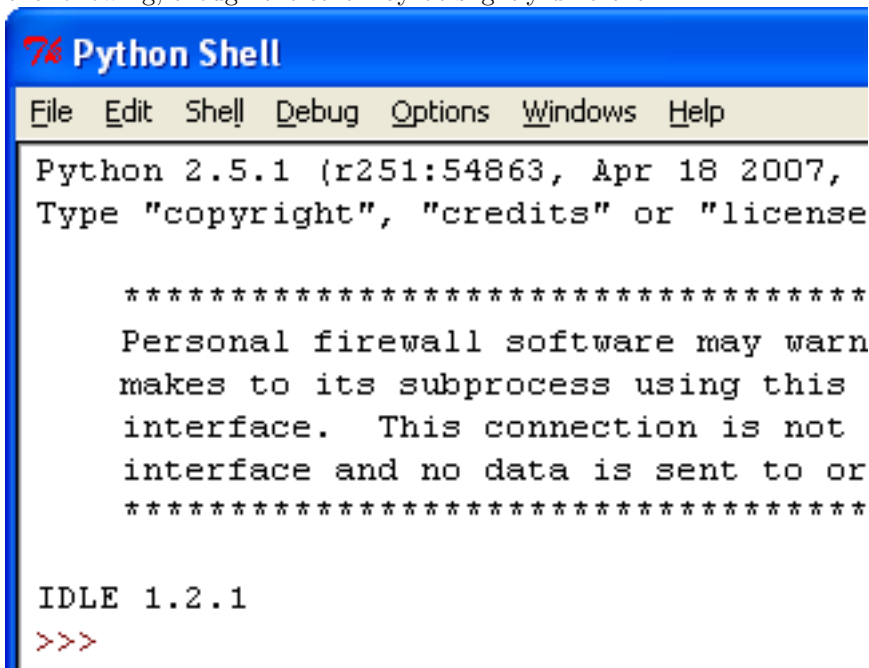 Python Shell
File Edit Shell Debug Options Windows Help
Python 2.5.1 (r251:54863, Apr 18 2007,
Type "copyright", "credits" or "license
***********************************
Personal firewall software may warn
makes to its subprocess using this
interface. This connection is not
interface and no data is sent to or
***********************************
IDLE 1.2.1
>>>